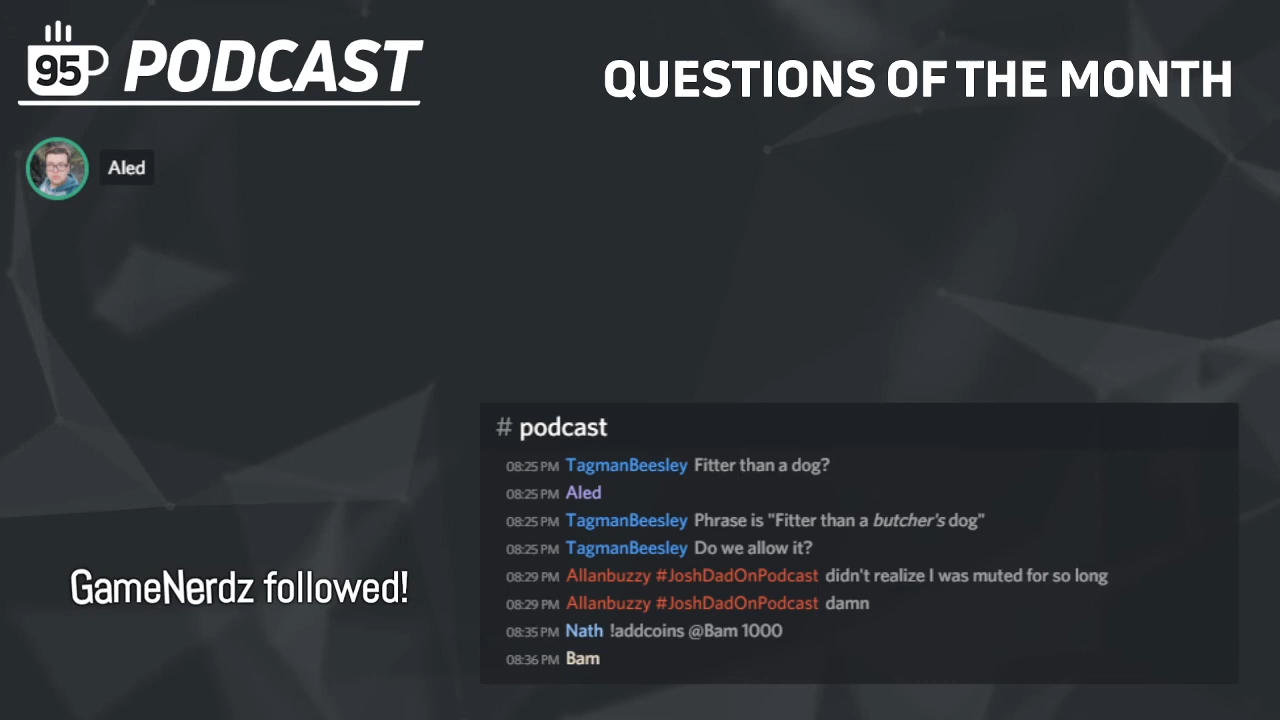 95 PODCAST
QUESTIONS OF THE MONTH
Aled
# podcast
08:25 PM TagmanBeesley Fitter than a dog?
08:25 PM Aled
08:25 PM TagmanBeesley Phrase is "Fitter than a butcher's dog"
08:25 PM TagmanBeesley Do we allow it?
08:29 PM Allanbuzzy #JoshDadOnPodcast didn't realize I was muted for so long
08:29 PM Allanbuzzy #JoshDadOnPodcast damn
08:35 PM Nath !addcoins @Bam 1000
08:36 PM Bam
GameNerdz followed!